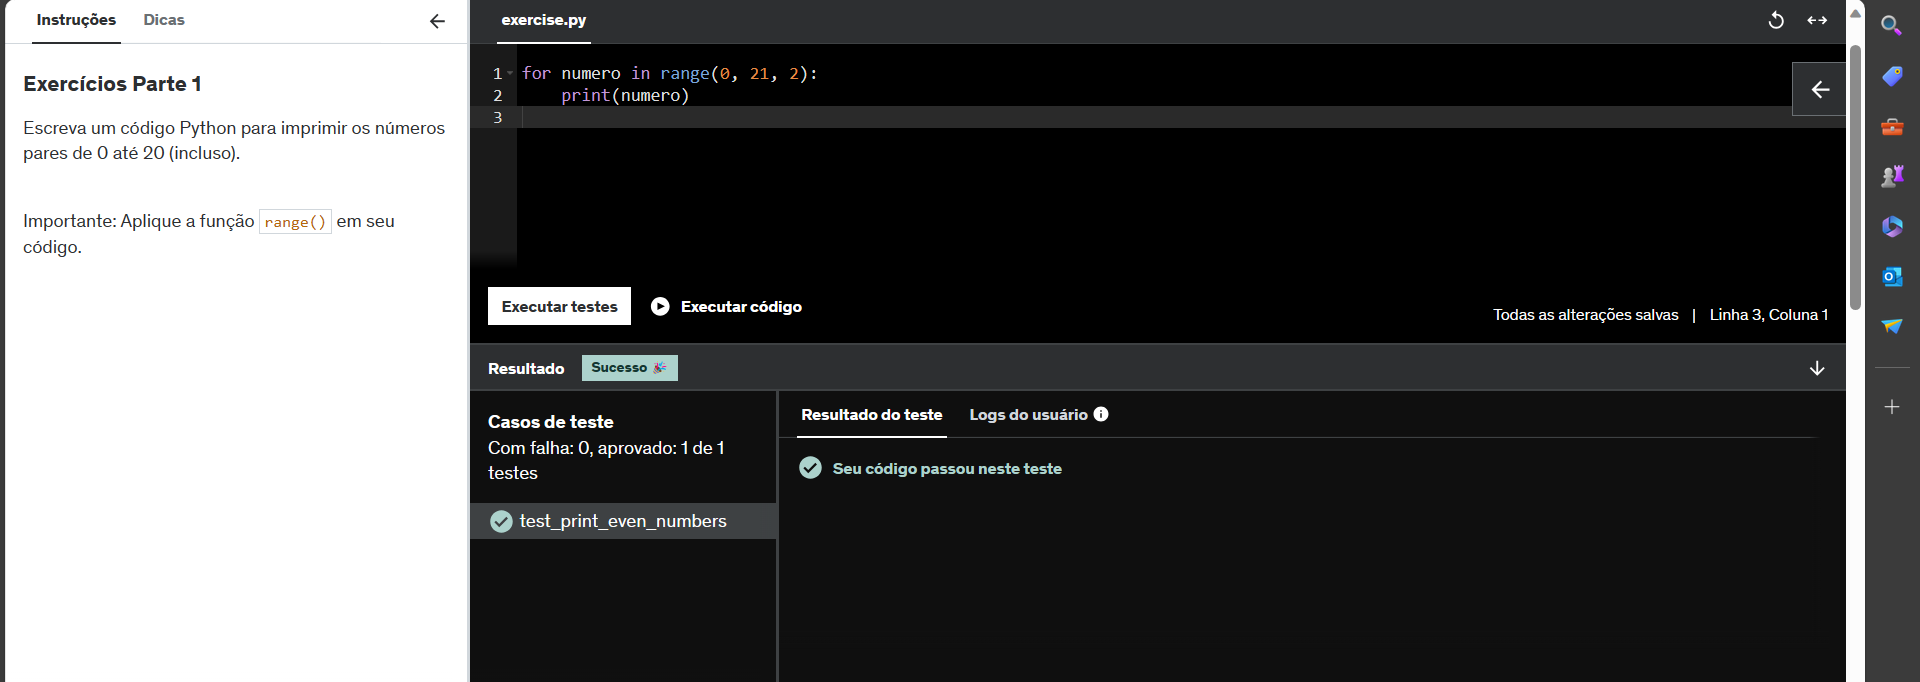 Instruções Dicas
Exercícios Parte 1
Escreva um código Python para imprimir os números
pares de 0 até 20 (incluso).
Importante: Aplique a função range() em seu
código.
exercise.py
1 for numero in range(0, 21, 2):
2 print(numero)
3
Executar testes Executar código
Todas as alterações salvas | Linha 3, Coluna 1
Resultado Sucesso 🎉
Casos de teste
Com falha: 0, aprovado: 1 de 1
testes
test_print_even_numbers
Resultado do teste Logs do usuário
Seu código passou neste teste